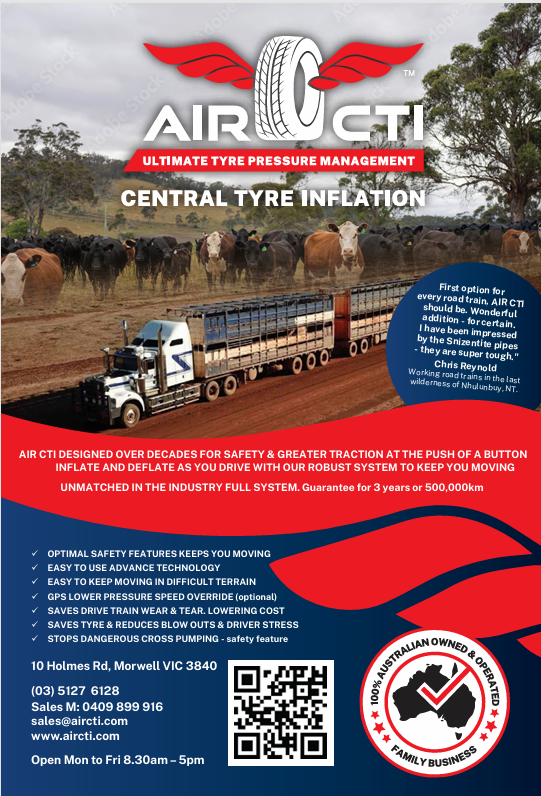 AIR CTI
TM
ULTIMATE TYRE PRESSURE MANAGEMENT
CENTRAL TYRE INFLATION
First option for
every road train, AIR CTI
should be. Wonderful
addition - for certain.
I have been impressed
by the Snizentite pipes
- they are super tough."
Chris Reynold
Working road trains in the last
wilderness of Nhulunbuy, NT.
AIR CTI DESIGNED OVER DECADES FOR SAFETY & GREATER TRACTION AT THE PUSH OF A BUTTON
INFLATE AND DEFLATE AS YOU DRIVE WITH OUR ROBUST SYSTEM TO KEEP YOU MOVING
UNMATCHED IN THE INDUSTRY FULL SYSTEM. Guarantee for 3 years or 500,000km
✓ OPTIMAL SAFETY FEATURES KEEPS YOU MOVING
✓ EASY TO USE ADVANCE TECHNOLOGY
✓ EASY TO KEEP MOVING IN DIFFICULT TERRAIN
✓ GPS LOWER PRESSURE SPEED OVERRIDE (optional)
✓ SAVES DRIVE TRAIN WEAR & TEAR. LOWERING COST
✓ SAVES TYRE & REDUCES BLOW OUTS & DRIVER STRESS
✓ STOPS DANGEROUS CROSS PUMPING - safety feature
10 Holmes Rd, Morwell VIC 3840
(03) 5127 6128
Sales M: 0409 899 916
sales@aircti.com
www.aircti.com
Open Mon to Fri 8.30am – 5pm
100% AUSTRALIAN OWNED & OPERATED
FAMILY BUSINESS